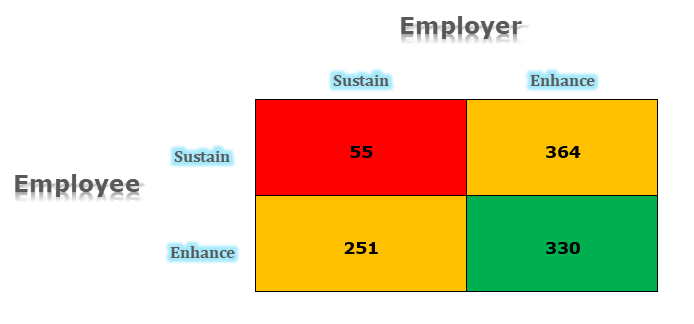 Employer
Sustain Enhance
Sustain 55 364
Employee
Enhance 251 330